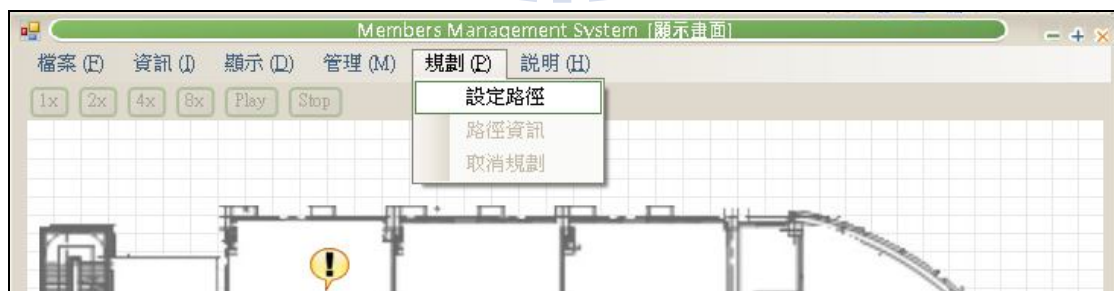 Members Management System [顯示畫面]
檔案 (F) 資訊 (I) 顯示 (D) 管理 (M) 規劃 (P) 說明 (H)
1x 2x 4x 8x Play Stop
設定路徑
路徑資訊
取消規劃